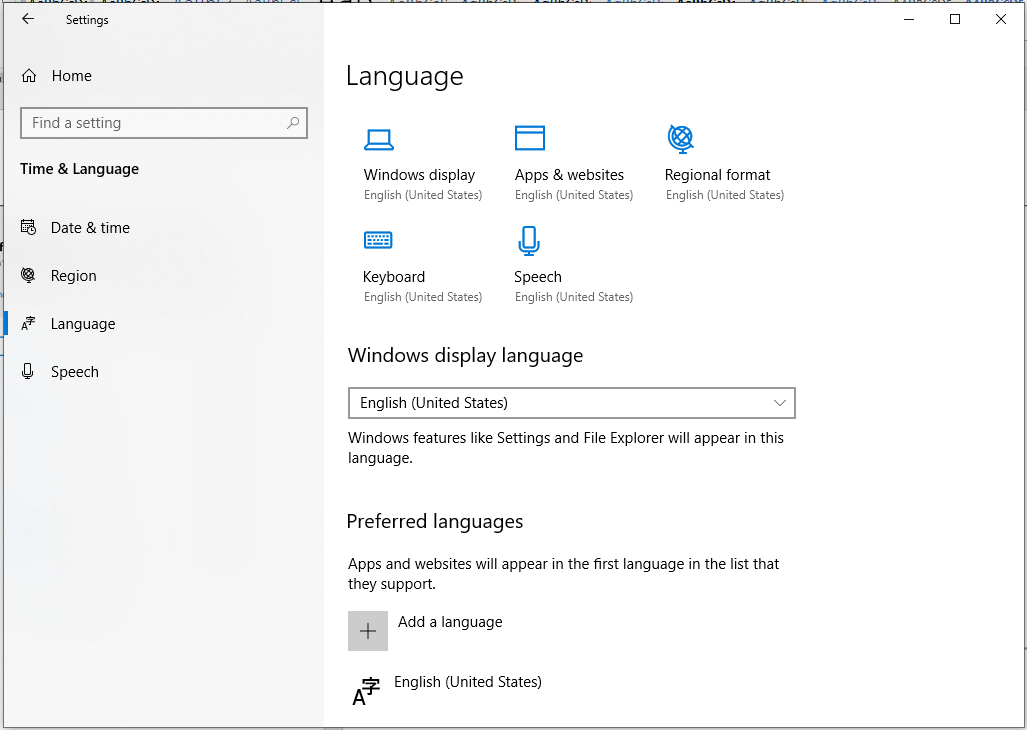 Settings
Home
Find a setting
Time & Language
Date & time
Region
Language
Speech
Language
Windows display
English (United States)
Apps & websites
English (United States)
Regional format
English (United States)
Keyboard
English (United States)
Speech
English (United States)
Windows display language
English (United States)
Windows features like Settings and File Explorer will appear in this
language.
Preferred languages
Apps and websites will appear in the first language in the list that
they support.
Add a language
A字
English (United States)